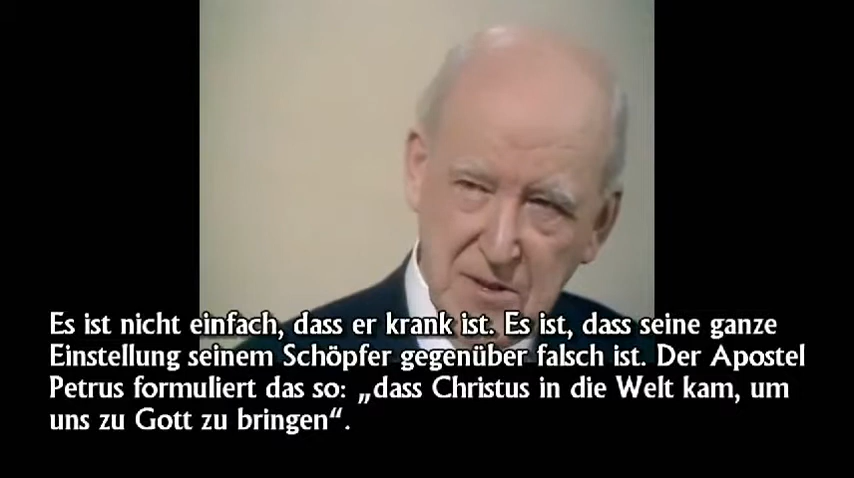 Es ist nicht einfach, dass er krank ist. Es ist, dass seine ganze
Einstellung seinem Schöpfer gegenüber falsch ist. Der Apostel
Petrus formuliert das so: „dass Christus in die Welt kam, um
uns zu Gott zu bringen“.